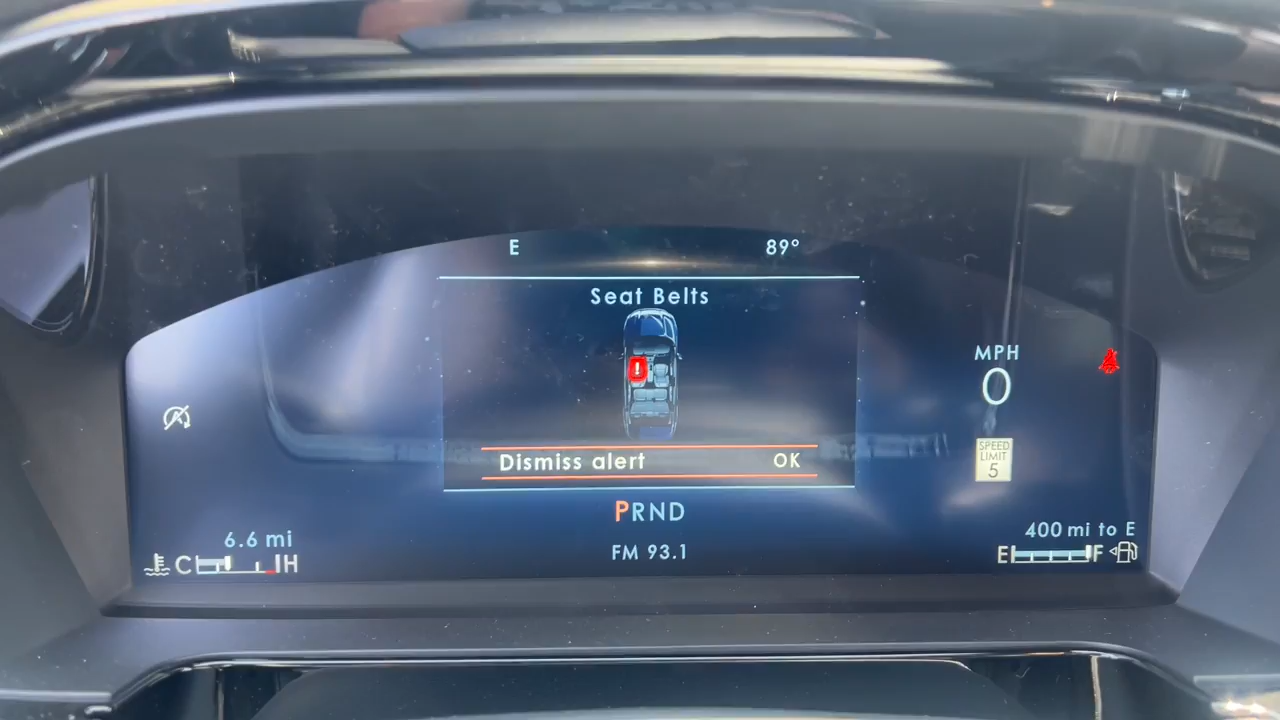 E 89°
Seat Belts
!
MPH
0
SPEED
LIMIT
5
Dismiss alert OK
PRND
6.6 mi
400 mi to E
FM 93.1
C H
E F